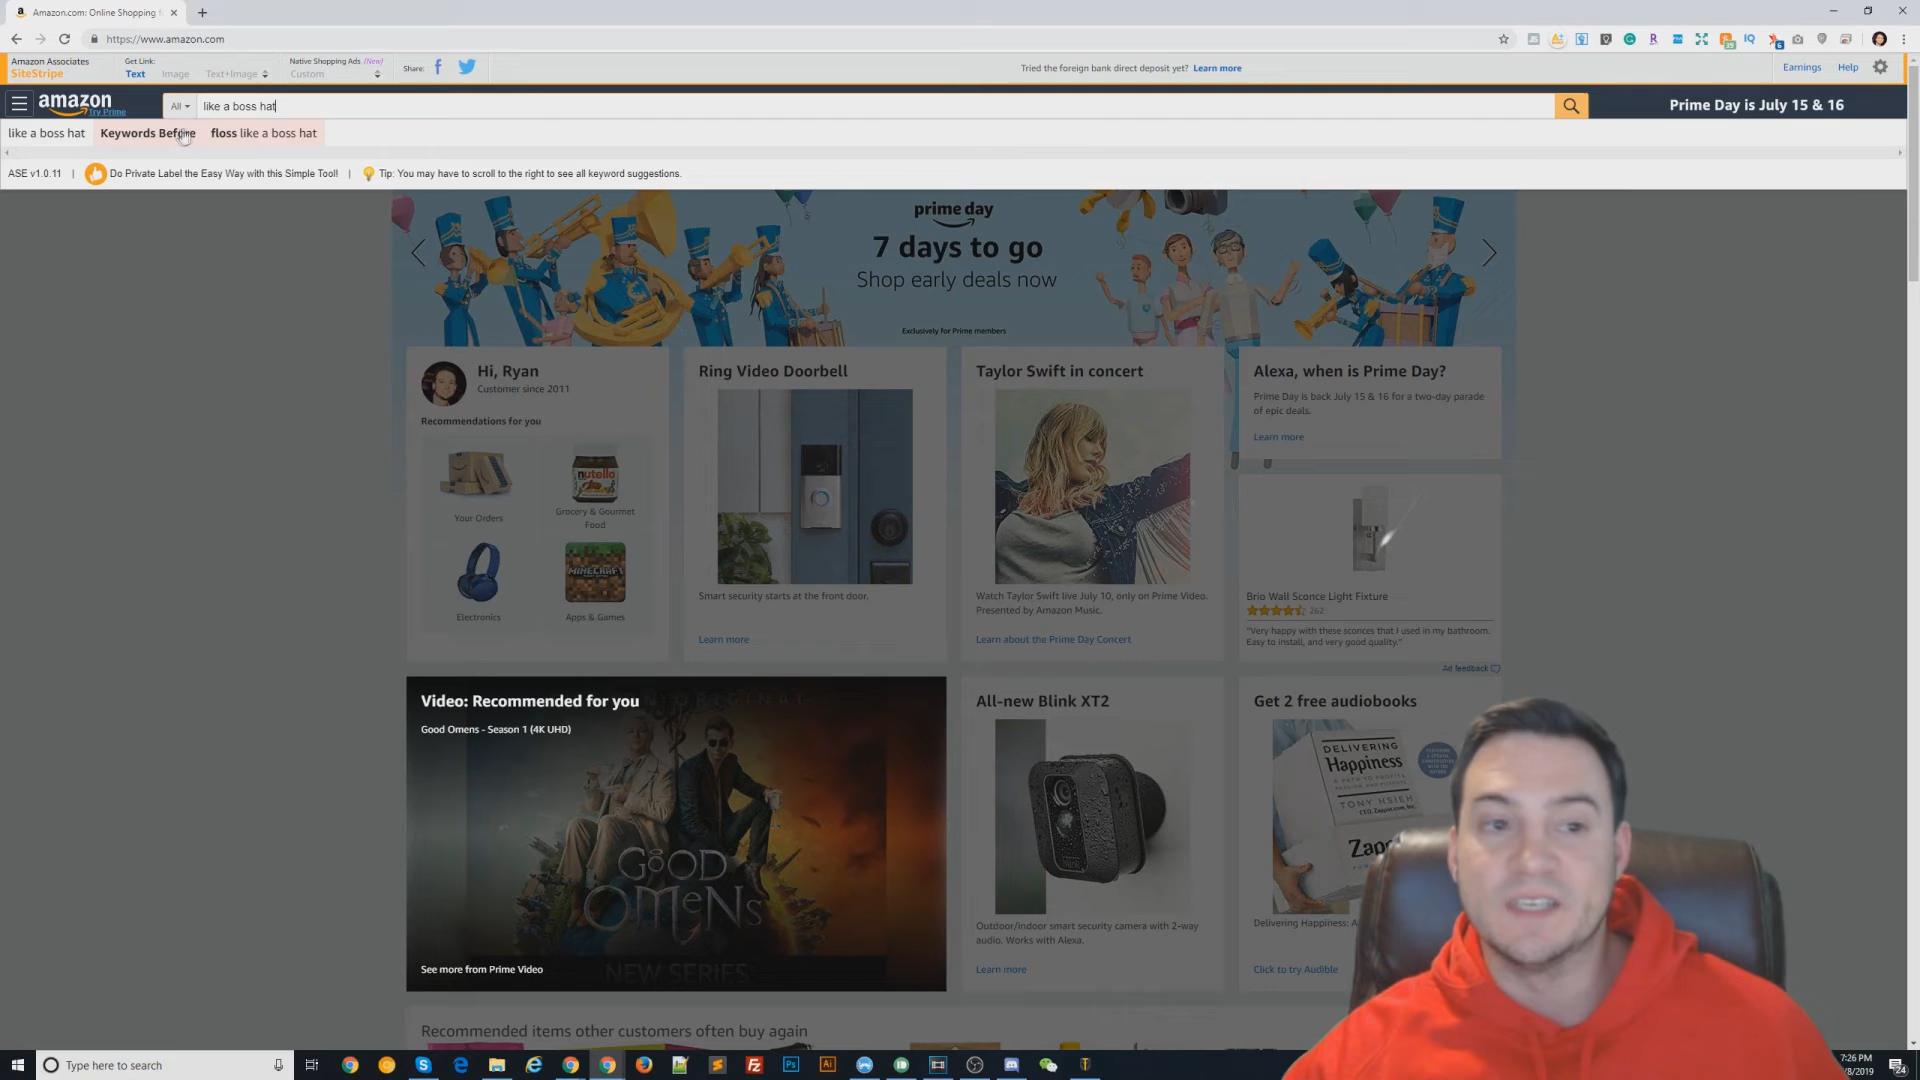 Amazon.com: Online Shopping f
https://www.amazon.com
Amazon Associates
SiteStripe
Get Link:
Text Image Text+Image
Native Shopping Ads (New)
Custom
Share:
Tried the foreign bank direct deposit yet? Learn more
Earnings Help
amazon
Try Prime
All
like a boss hat
Prime Day is July 15 & 16
like a boss hat Keywords Before floss like a boss hat
ASE v1.0.11 | Do Private Label the Easy Way with this Simple Tool! | Tip: You may have to scroll to the right to see all keyword suggestions.
prime day
7 days to go
Shop early deals now
Exclusively for Prime members
Hi, Ryan
Customer since 2011
Recommendations for you
nutella
Your Orders
Grocery & Gourmet
Food
MINECRAFT
Electronics
Apps & Games
Ring Video Doorbell
Smart security starts at the front door.
Learn more
Taylor Swift in concert
Watch Taylor Swift live July 10, only on Prime Video.
Presented by Amazon Music.
Learn about the Prime Day Concert
Alexa, when is Prime Day?
Prime Day is back July 15 & 16 for a two-day parade
of epic deals.
Learn more
Brio Wall Sconce Light Fixture
262
"Very happy with these sconces that I used in my bathroom.
Easy to install, and very good quality."
Ad feedback
Video: Recommended for you
Good Omens - Season 1 (4K UHD)
GOOD
OMENS
See more from Prime Video
NEW SERIES
All-new Blink XT2
Outdoor/indoor smart security camera with 2-way
audio. Works with Alexa.
Learn more
Get 2 free audiobooks
DELIVERING
Happiness
A PATH TO PROFITS
PASSION, AND PURPOSE
TONY HSIEH
Zapp
Delivering Happiness: A
Click to try Audible
Recommended items other customers often buy again
Type here to search
7:26 PM
/8/2019
24